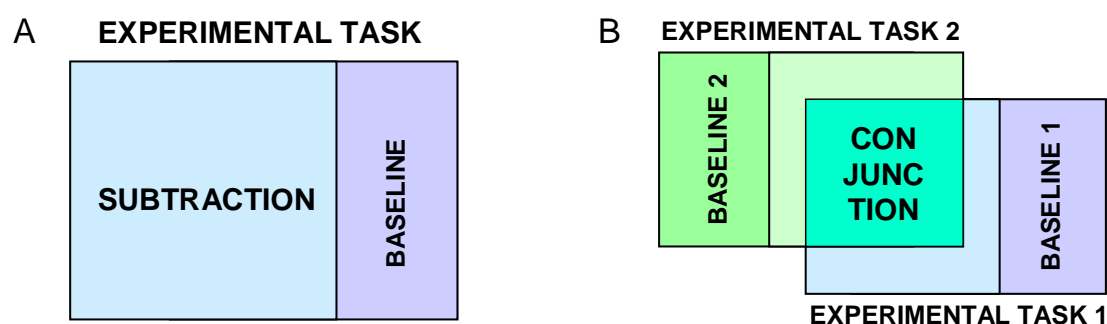 A
EXPERIMENTAL TASK
SUBTRACTION
BASELINE
B
EXPERIMENTAL TASK 2
BASELINE 2
CON
JUNC
TION
BASELINE 1
EXPERIMENTAL TASK 1